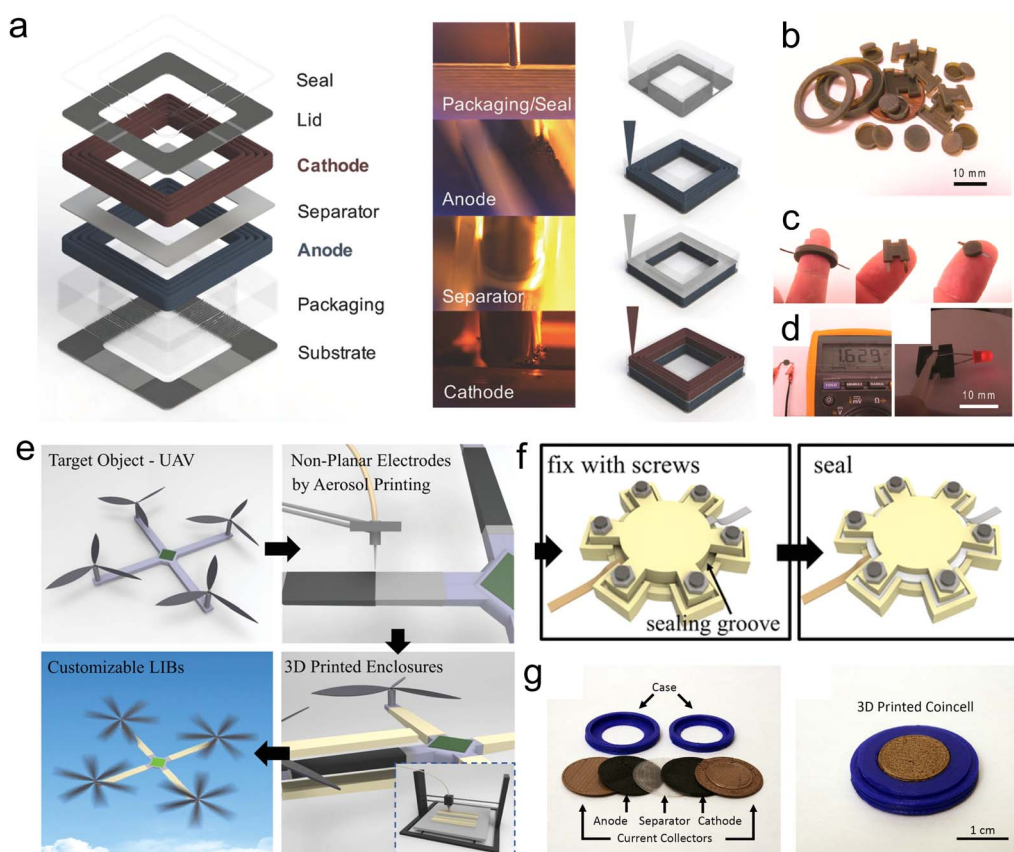 a
Seal
Lid
Cathode
Separator
Anode
Packaging
Substrate
Packaging/Seal
Anode
Separator
Cathode
b
10 mm
c
d
1.629
HOLD
RANGE
10 mm
e
Target Object - UAV
Non-Planar Electrodes
by Aerosol Printing
Customizable LIBs
3D Printed Enclosures
f
fix with screws
sealing groove
seal
g
Case
Anode
Separator
Cathode
Current Collectors
3D Printed Coincell
1 cm